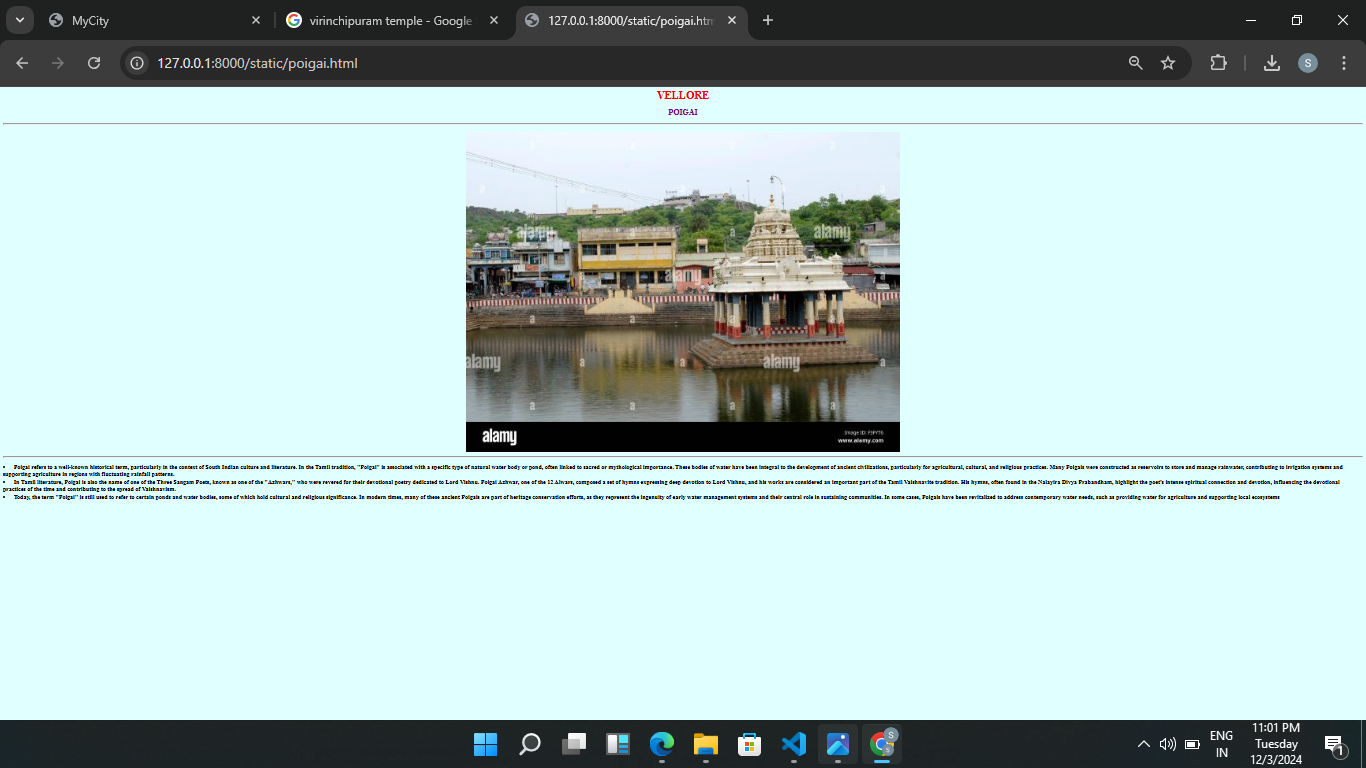 MyCity
virinchipuram temple - Google
127.0.0.1:8000/static/poigai.htm
127.0.0.1:8000/static/poigai.html
S
VELLORE
POIGAI
alamy
alamy
alamy
alamy
a
a
a
a
a
a
a
a
a
a
a
alamy
www.alamy.com
• Poigai refers to a well-known historical term, particularly in the context of South Indian culture and literature. In the Tamil tradition, "Poigai" is associated with a specific type of natural water body or pond, often linked to sacred or mythological importance. These bodies of water have been integral to the development of ancient civilizations, particularly for agricultural, cultural, and religious practices. Many Poigais were constructed as reservoirs to store and manage rainwater, contributing to irrigation systems and
supporting agriculture in regions with fluctuating rainfall patterns.
• In Tamil literature, Poigai is also the name of one of the Three Sangam Poets, known as one of the "Azhwars," who were revered for their devotional poetry dedicated to Lord Vishnu. Poigai Azhwar, one of the 12 Alwars, composed a set of hymns expressing deep devotion to Lord Vishnu, and his works are considered an important part of the Tamil Vaishnavite tradition. His hymns, often found in the Nalayira Divya Prabandham, highlight the poet's intense spiritual connection and devotion, influencing the devotional
practices of the time and contributing to the spread of Vaishnavism.
• Today, the term "Poigai" is still used to refer to certain ponds and water bodies, some of which hold cultural and religious significance. In modern times, many of these ancient Poigais are part of heritage conservation efforts, as they represent the ingenuity of early water management systems and their central role in sustaining communities. In some cases, Poigais have been revitalized to address contemporary water needs, such as providing water for agriculture and supporting local ecosystems
S
ENG
IN
11:01 PM
Tuesday
12/3/2024
1